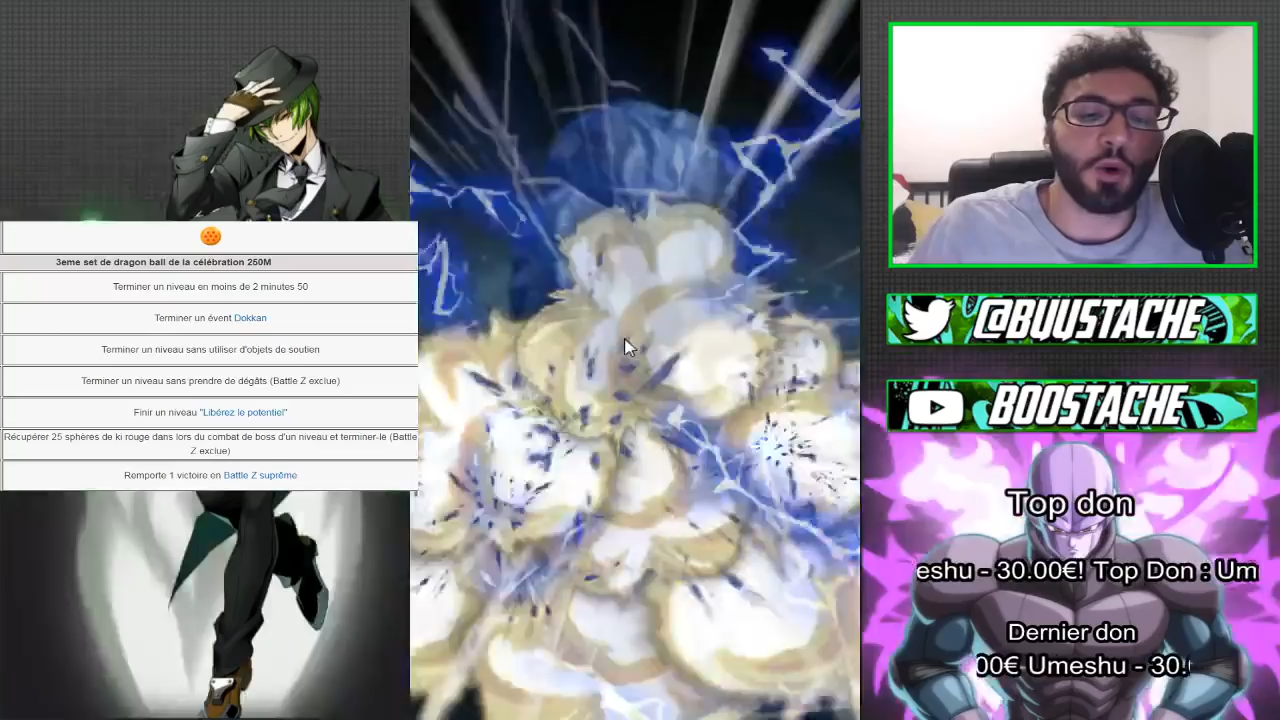 3eme set de dragon ball de la célébration 250M
Terminer un niveau en moins de 2 minutes 50
Terminer un évent Dokkan
Terminer un niveau sans utiliser d'objets de soutien
Terminer un niveau sans prendre de dégâts (Battle Z exclue)
Finir un niveau "Libérez le potentiel"
Récupérer 25 sphères de ki rouge dans lors du combat de boss d'un niveau et terminer le (Battle
Z exclue)
Remporte 1 victoire en Battle Z suprême
@BUUSTACHE
BOOSTACHE
Top don
eshu - 30.00€! Top Don : Um
Dernier don
00€ Umeshu - 30.